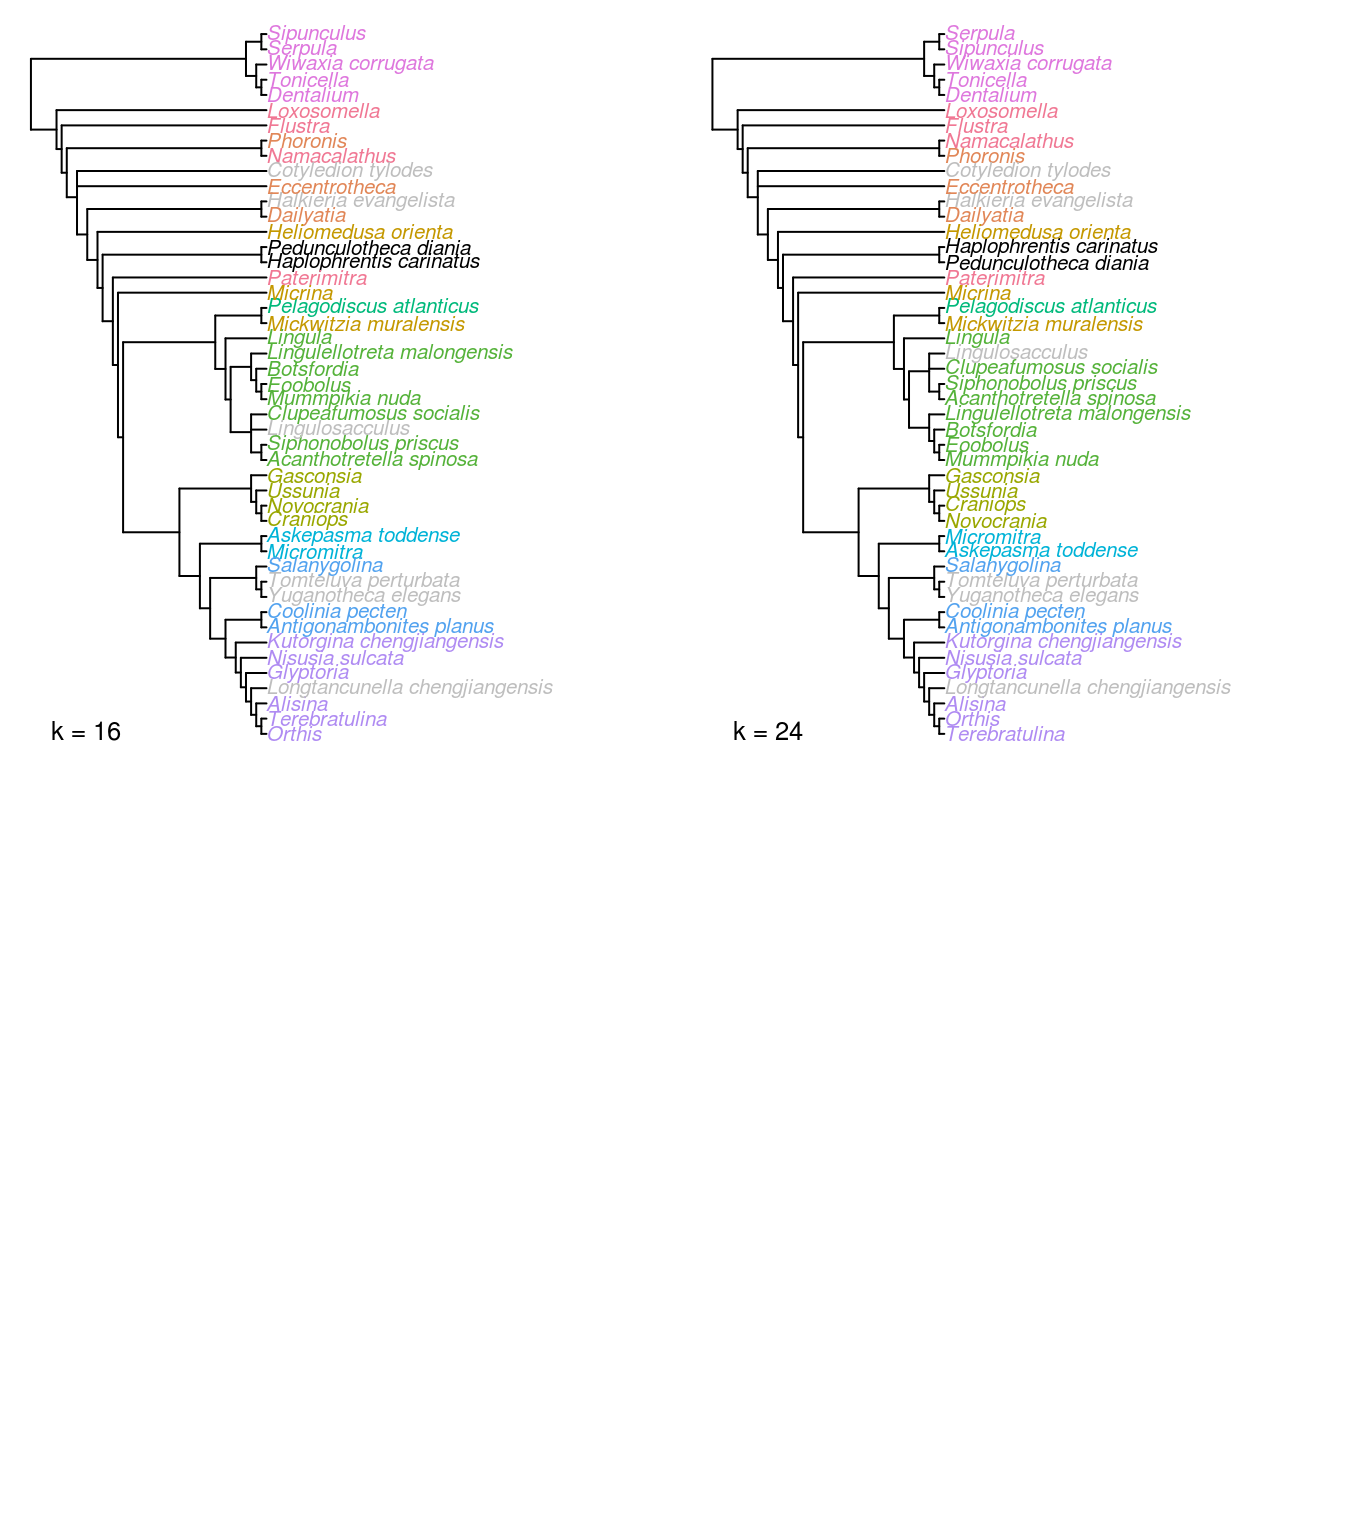 Sipunculus
Serpula
Wiwaxia corrugata
Tonicella
Dentalium
Loxosomella
Flustra
Phoronis
Namacalathus
Cotyledion tylodes
Eccentrotheca
Halkieria evangelista
Dailyatia
Heliomedusa orienta
Pedunculotheca diania
Haplophrentis carinatus
Paterimitra
Micrina
Pelagodiscus atlanticus
Mickwitzia muralensis
Lingula
Lingulellotreta malongensis
Botsfordia
Eoobolus
Mummpikia nuda
Clupeafumosus socialis
Lingulosacculus
Siphonobolus priscus
Acanthotretella spinosa
Gasconsia
Ussunia
Novocrania
Craniops
Askepasma toddense
Micromitra
Salanygolina
Tomteluva perturbata
Yuganotheca elegans
Coolinia pecten
Antigonambonites planus
Kutorgina chengjiangensis
Nisusia sulcata
Glyptoria
Longtancunella chengjiangensis
Alisina
Terebratulina
Orthis
k = 16
Serpula
Sipunculus
Wiwaxia corrugata
Tonicella
Dentalium
Loxosomella
Flustra
Namacalathus
Phoronis
Cotyledion tylodes
Eccentrotheca
Halkieria evangelista
Dailyatia
Heliomedusa orienta
Haplophrentis carinatus
Pedunculotheca diania
Paterimitra
Micrina
Pelagodiscus atlanticus
Mickwitzia muralensis
Lingula
Lingulosacculus
Clupeafumosus socialis
Siphonobolus priscus
Acanthotretella spinosa
Lingulellotreta malongensis
Botsfordia
Eoobolus
Mummpikia nuda
Gasconsia
Ussunia
Craniops
Novocrania
Micromitra
Askepasma toddense
Salanygolina
Tomteluva perturbata
Yuganotheca elegans
Coolinia pecten
Antigonambonites planus
Kutorgina chengjiangensis
Nisusia sulcata
Glyptoria
Longtancunella chengjiangensis
Alisina
Orthis
Terebratulina
k = 24